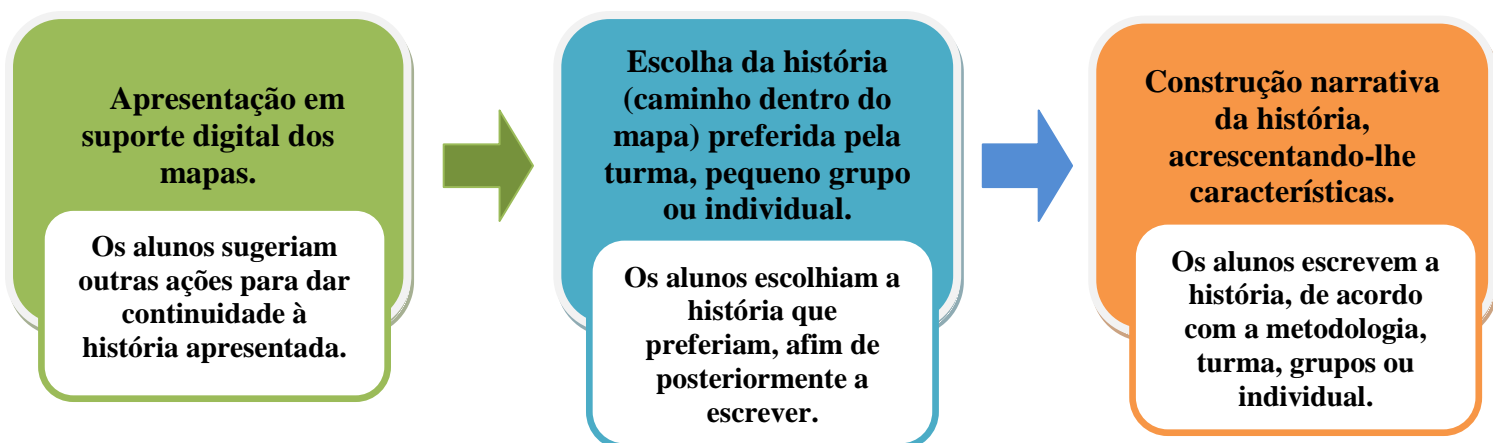 Apresentação em
suporte digital dos
mapas.
Os alunos sugeriam
outras ações para dar
continuidade à
história apresentada.
Escolha da história
(caminho dentro do
mapa) preferida pela
turma, pequeno grupo
ou individual.
Os alunos escolhiam a
história que
preferiam, afim de
posteriormente a
escrever.
Construção narrativa
da história,
acrescentando-lhe
características.
Os alunos escrevem a
história, de acordo
com a metodologia,
turma, grupos ou
individual.